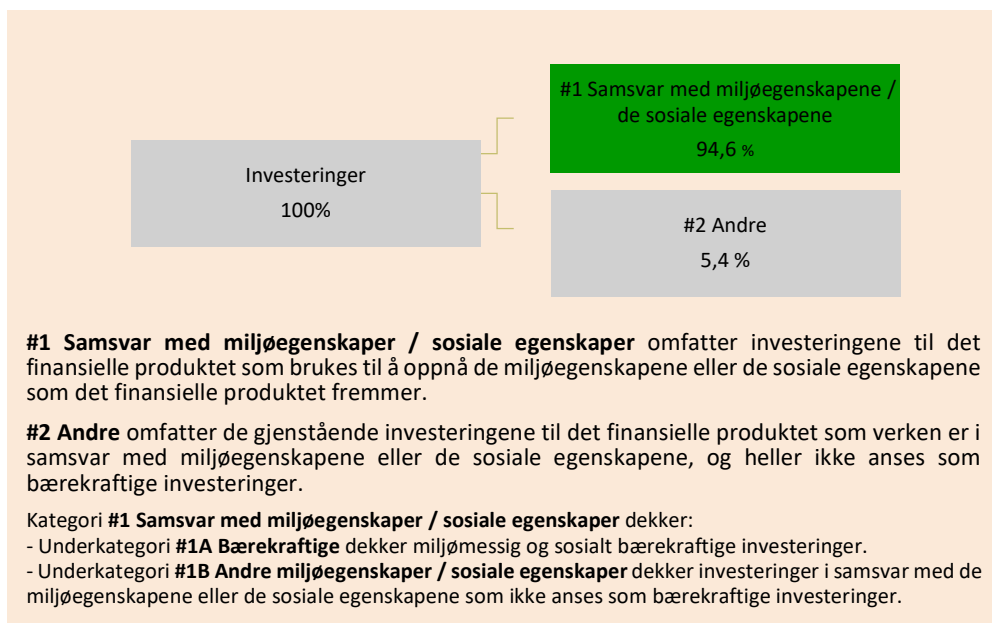 #1 Samsvar med miljøegenskapene /
de sosiale egenskapene
94,6 %
Investeringer
100%
#2 Andre
5,4 %
#1 Samsvar med miljøegenskaper / sosiale egenskaper omfatter investeringene til det
finansielle produktet som brukes til å oppnå de miljøegenskapene eller de sosiale egenskapene
som det finansielle produktet fremmer.
#2 Andre omfatter de gjenstående investeringene til det finansielle produktet som verken er i
samsvar med miljøegenskapene eller de sosiale egenskapene, og heller ikke anses som
bærekraftige investeringer.
Kategori #1 Samsvar med miljøegenskaper / sosiale egenskaper dekker:
- Underkategori #1A Bærekraftige dekker miljømessig og sosialt bærekraftige investeringer.
- Underkategori #1B Andre miljøegenskaper / sosiale egenskaper dekker investeringer i samsvar med de
miljøegenskapene eller de sosiale egenskapene som ikke anses som bærekraftige investeringer.